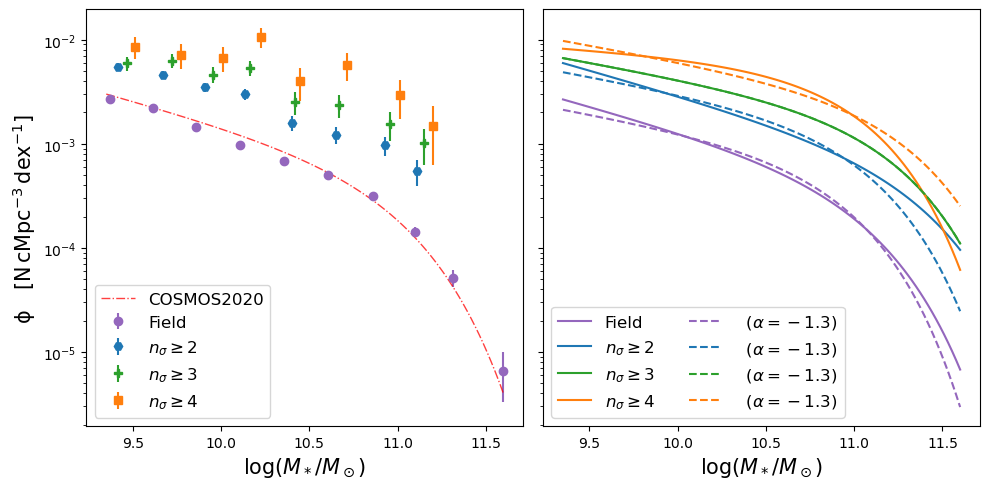 10⁻²
10⁻³
10⁻⁴
10⁻⁵
ϕ [N cMpc⁻³ dex⁻¹]
COSMOS2020
Field
n_σ ≥ 2
n_σ ≥ 3
n_σ ≥ 4
9.5 10.0 10.5 11.0 11.5
log(M_*/M_⊙)
Field (α = −1.3)
n_σ ≥ 2 (α = −1.3)
n_σ ≥ 3 (α = −1.3)
n_σ ≥ 4 (α = −1.3)
9.5 10.0 10.5 11.0 11.5
log(M_*/M_⊙)